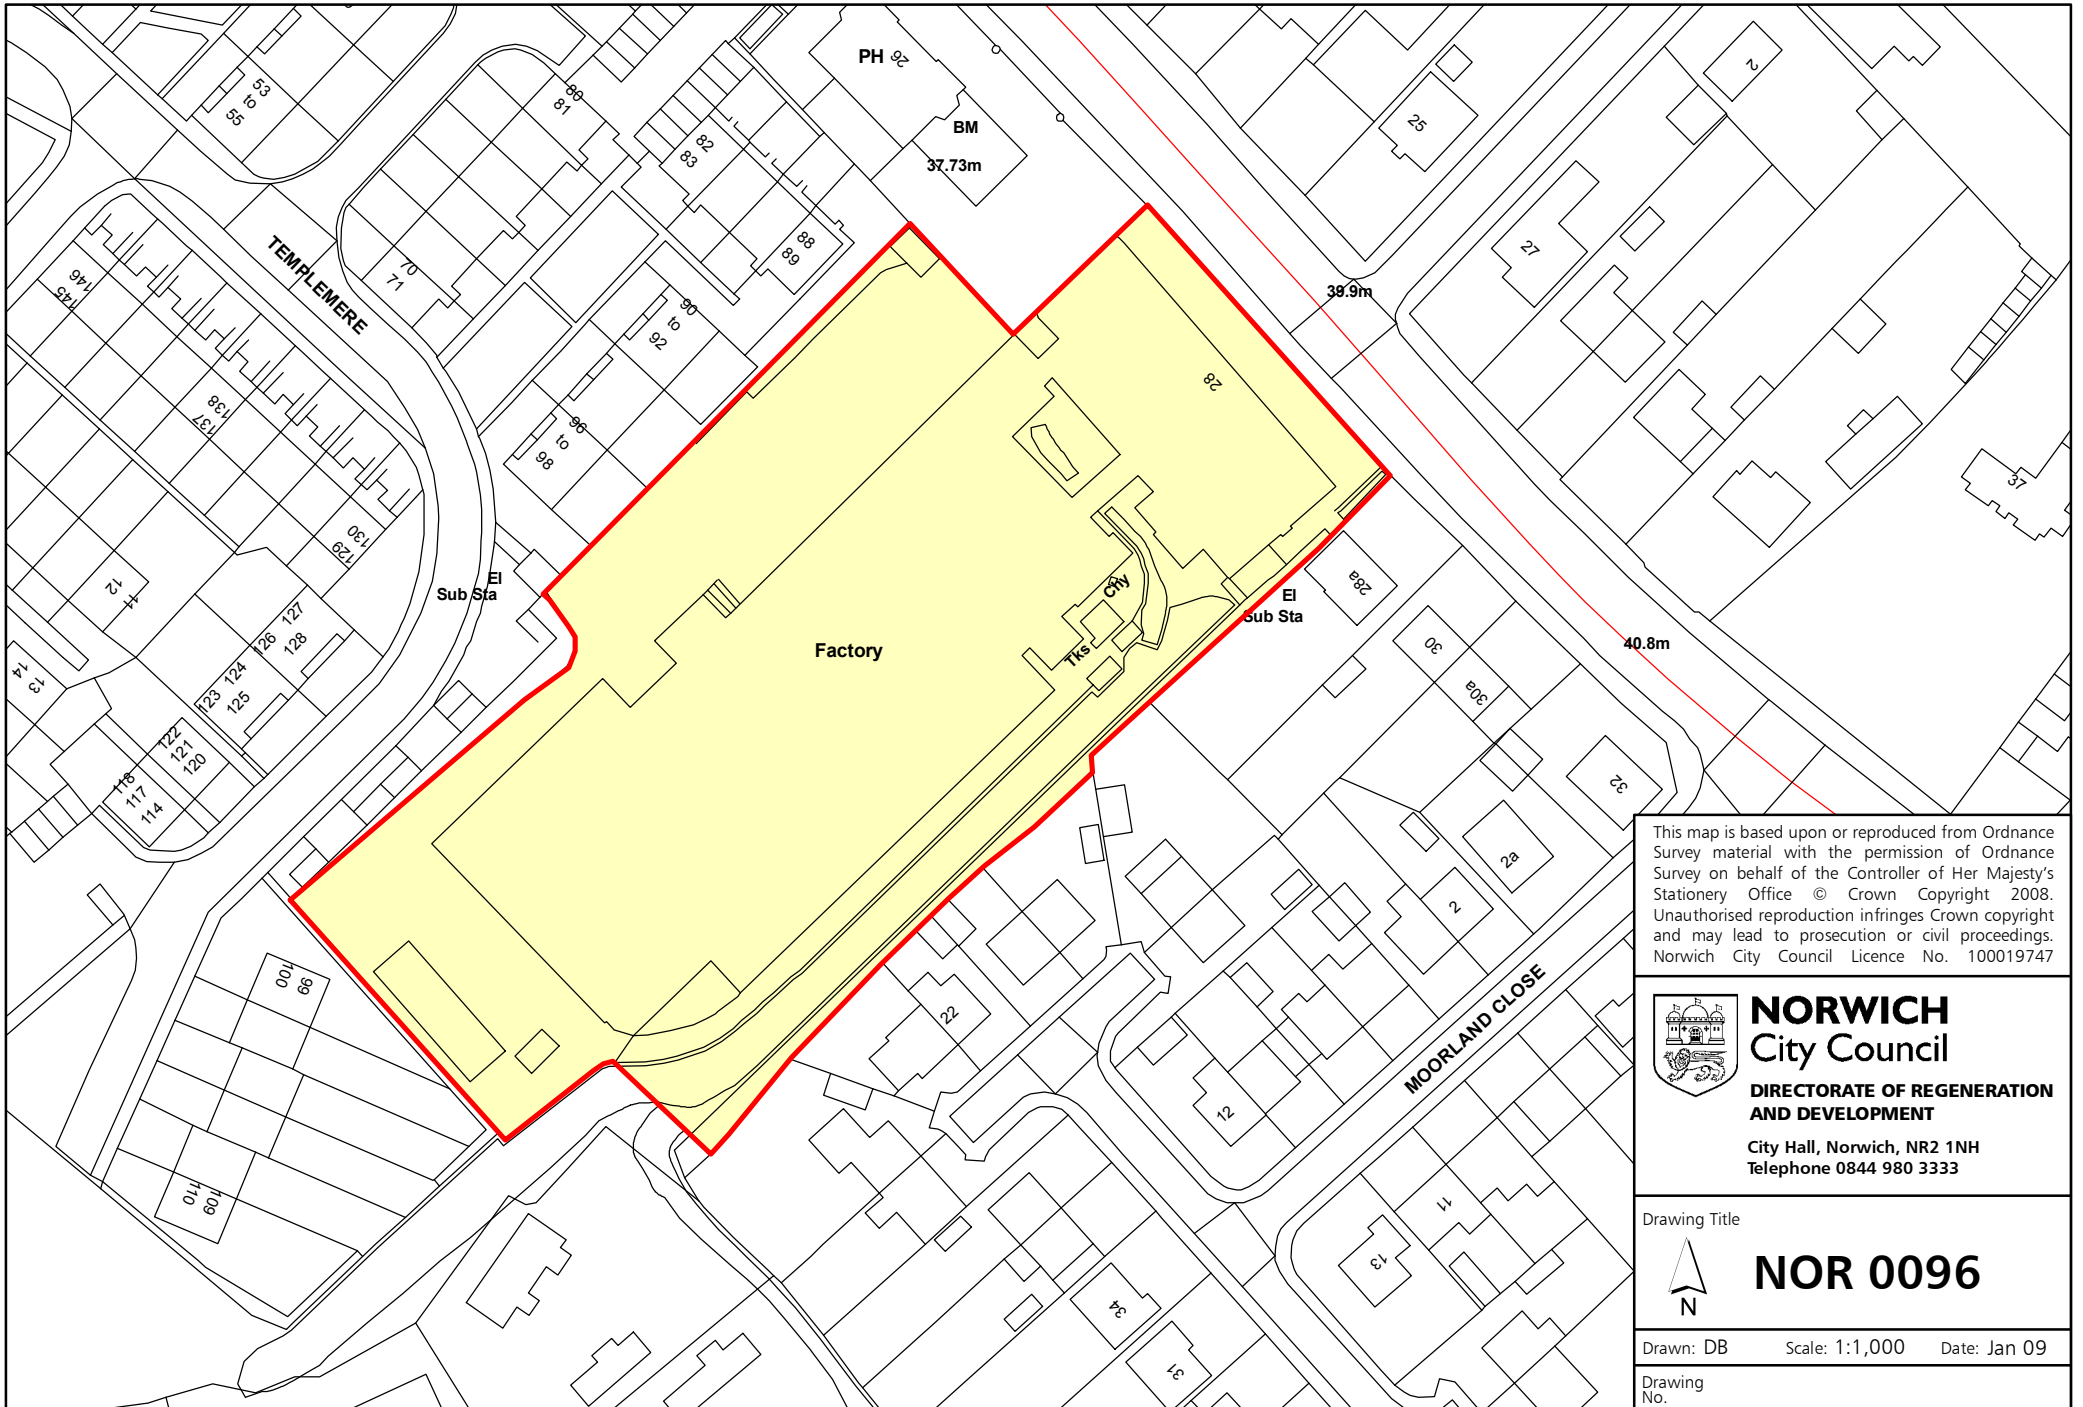 PH 26
BM
37.73m
53
to
55
80
81
82
83
88
89
25
2
27
37
39.9m
TEMPLEMERE
70
71
146
145
90
to
92
28
138
137
96
to
98
130
129
El
Sub Sta
12
11
127
126
128
124
123
125
14
13
122
121
120
118
117
114
Factory
Chy
Tks
El
Sub Sta
28a
30
30a
40.8m
32
2a
2
22
12
MOORLAND CLOSE
99
100
109
110
11
13
34
31
This map is based upon or reproduced from Ordnance
Survey material with the permission of Ordnance
Survey on behalf of the Controller of Her Majesty's
Stationery Office © Crown Copyright 2008.
Unauthorised reproduction infringes Crown copyright
and may lead to prosecution or civil proceedings.
Norwich City Council Licence No. 100019747
NORWICH
City Council
DIRECTORATE OF REGENERATION
AND DEVELOPMENT
City Hall, Norwich, NR2 1NH
Telephone 0844 980 3333
Drawing Title
N
NOR 0096
Drawn: DB Scale: 1:1,000 Date: Jan 09
Drawing
No.